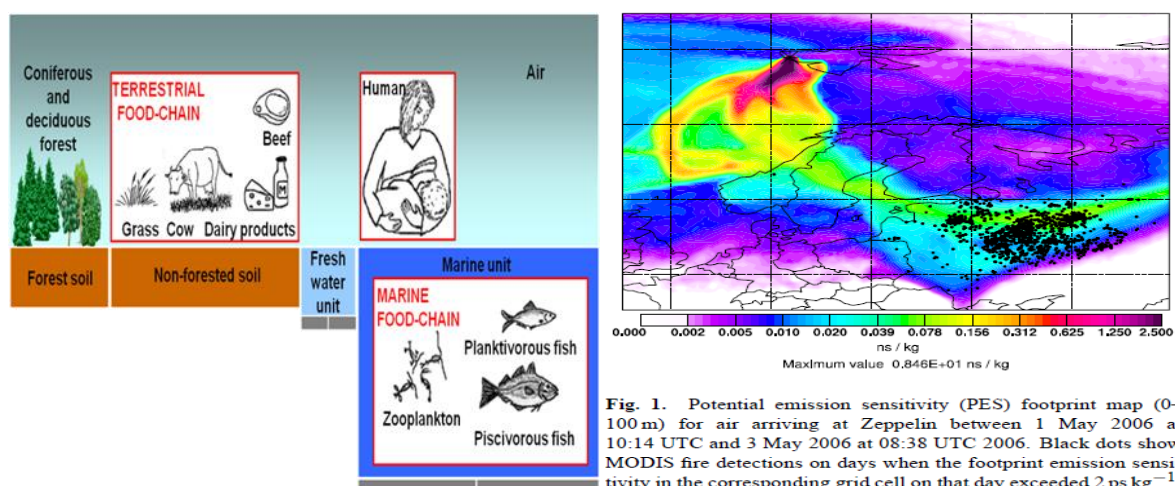 Coniferous
and
deciduous
forest
TERRESTRIAL
FOOD-CHAIN
Beef
M
Grass Cow Dairy products
Human
Air
Forest soil
Non-forested soil
Fresh
water
unit
Marine unit
MARINE
FOOD-CHAIN
Planktivorous fish
Zooplankton
Piscivorous fish
0.000 0.002 0.005 0.010 0.020 0.039 0.078 0.156 0.312 0.625 1.250 2.500
ns / kg
Maximum value 0.846E+01 ns / kg
Fig. 1. Potential emission sensitivity (PES) footprint map (0–
100 m) for air arriving at Zeppelin between 1 May 2006 a
10:14 UTC and 3 May 2006 at 08:38 UTC 2006. Black dots show
MODIS fire detections on days when the footprint emission sensi-
tivity in the corresponding grid cell on that day exceeded 2 ps kg−1